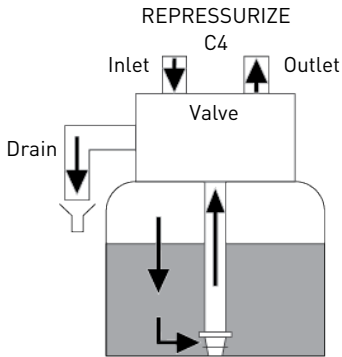 REPRESSURIZE
C4
Inlet
Outlet
Valve
Drain